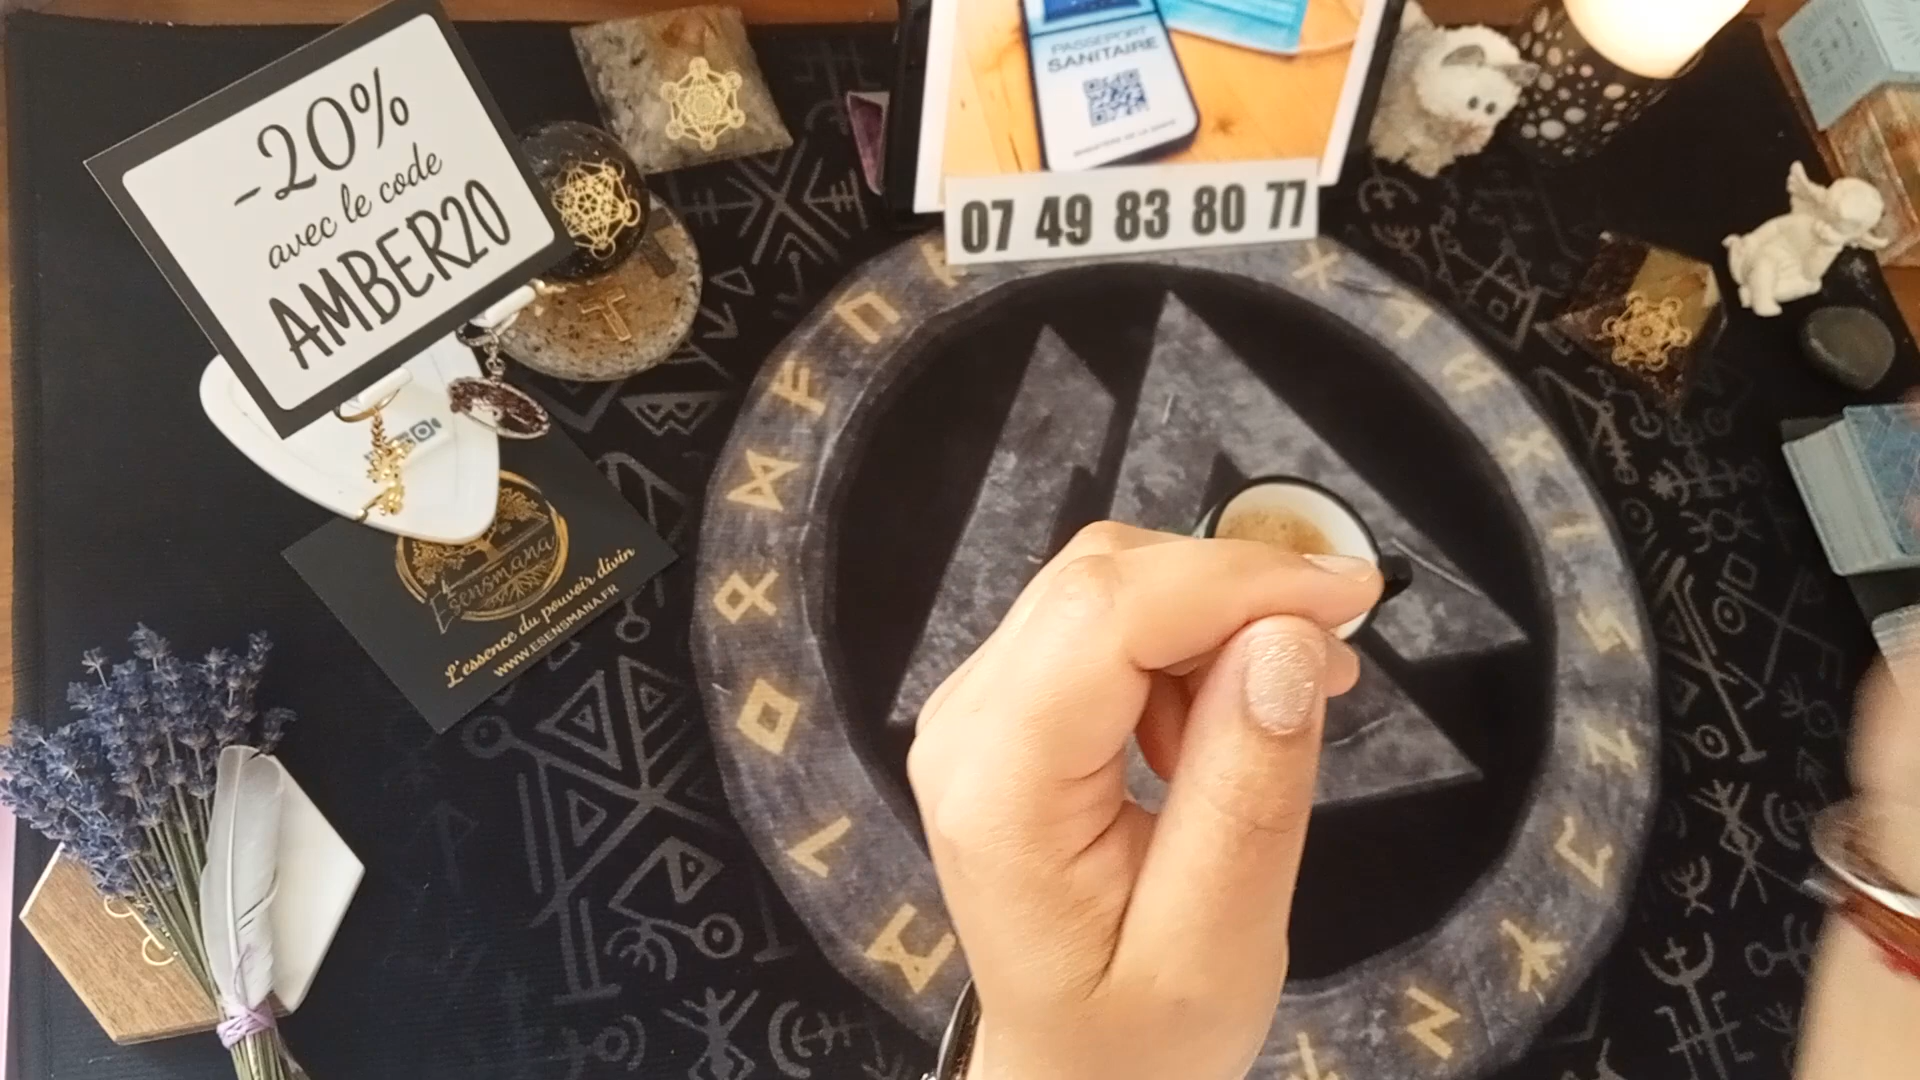 -20%
avec le code
AMBER20
PASSEPORT
SANITAIRE
07 49 83 80 77
Esensmana
L'essence du pouvoir divin
WWW.ESENSMANA.FR